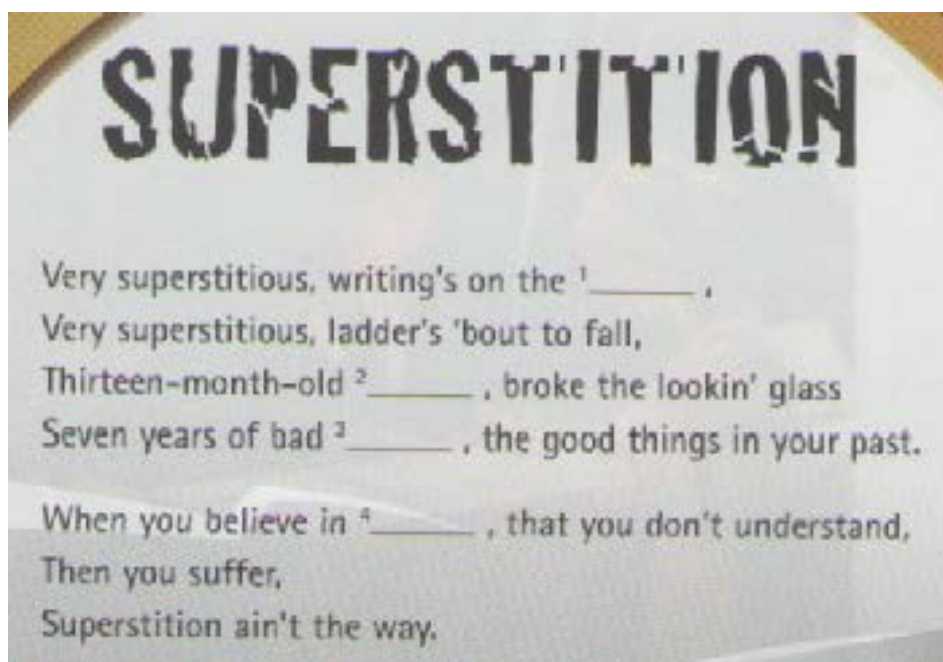 SUPERSTITION
Very superstitious, writing's on the ¹______ ,
Very superstitious, ladder's 'bout to fall,
Thirteen-month-old ²______ , broke the lookin' glass
Seven years of bad ³______ , the good things in your past.
When you believe in ⁴______ , that you don't understand,
Then you suffer,
Superstition ain't the way.